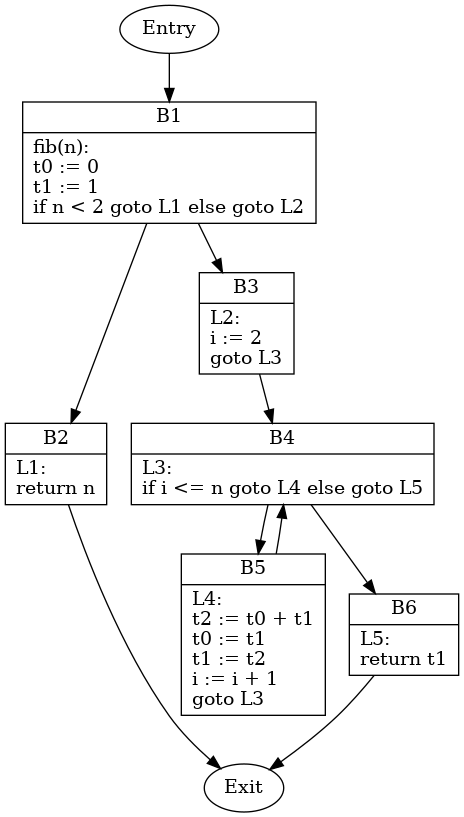 Entry
B1
fib(n):
t0 := 0
t1 := 1
if n < 2 goto L1 else goto L2
B3
L2:
i := 2
goto L3
B2
L1:
return n
B4
L3:
if i <= n goto L4 else goto L5
B5
L4:
t2 := t0 + t1
t0 := t1
t1 := t2
i := i + 1
goto L3
B6
L5:
return t1
Exit